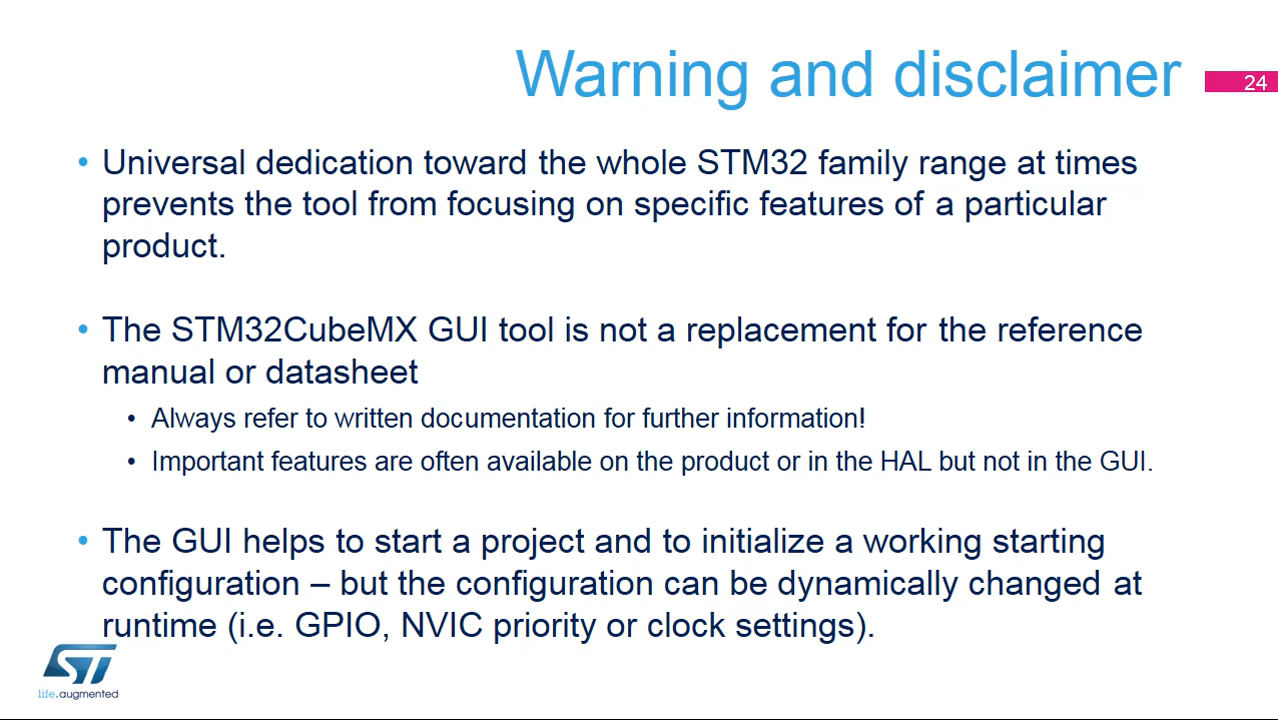 Warning and disclaimer
24
• Universal dedication toward the whole STM32 family range at times
prevents the tool from focusing on specific features of a particular
product.
• The STM32CubeMX GUI tool is not a replacement for the reference
manual or datasheet
• Always refer to written documentation for further information!
• Important features are often available on the product or in the HAL but not in the GUI.
• The GUI helps to start a project and to initialize a working starting
configuration – but the configuration can be dynamically changed at
runtime (i.e. GPIO, NVIC priority or clock settings).
ST
life.augmented